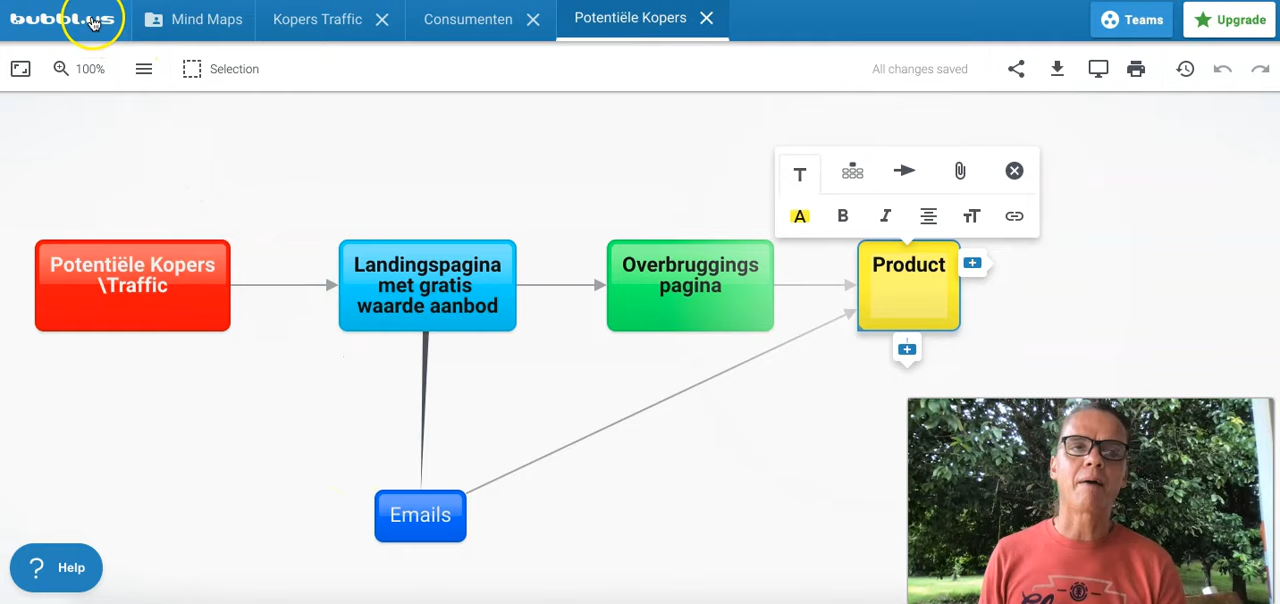 bubbl.us
Mind Maps
Kopers Traffic
Consumenten
Potentiële Kopers
Teams
Upgrade
100%
Selection
All changes saved
T
A
B
I
TT
Potentiële Kopers
\Traffic
Landingspagina
met gratis
waarde aanbod
Overbruggings
pagina
Product
Emails
? Help